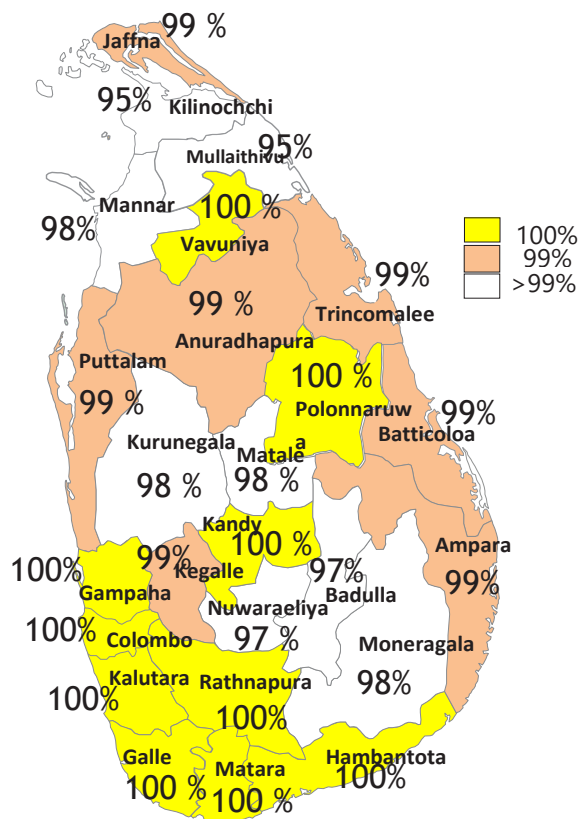 99 %
Jaffna
95%
Kilinochchi
95%
Mullaithivu
Mannar
100 %
98%
Vavuniya
100%
99%
>99%
99%
99 %
Trincomalee
Anuradhapura
Puttalam
100 %
99 %
Polonnaruw
a
99%
Batticoloa
Kurunegala
Matale
98 %
98 %
Kandy
100 %
Ampara
99%
99%
100%
Kegalle
97%
Gampaha
Badulla
Nuwaraeliya
100%
Colombo
97 %
Moneragala
Kalutara
Rathnapura
98%
100%
100%
Galle
Matara
Hambantota
100 %
100 %
100%